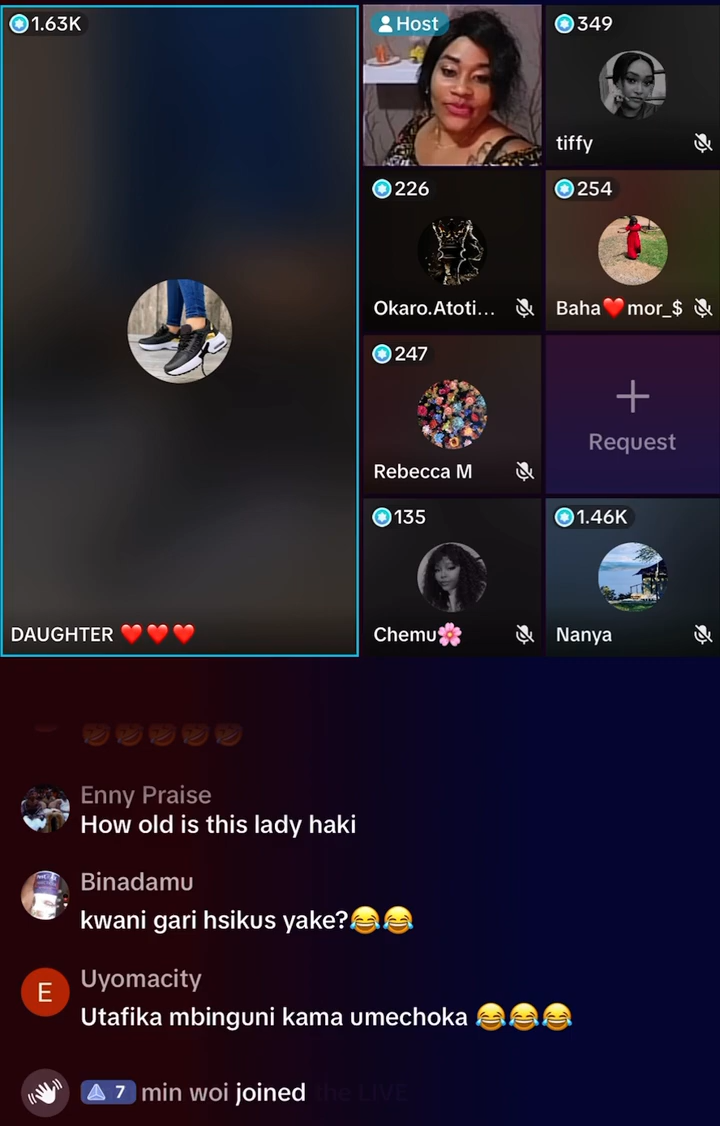 1.63K
Host
349
tiffy
226
254
Okaro.Atoti...
Baha❤️mor_$
247
Rebecca M
+
Request
135
1.46K
DAUGHTER ❤️❤️❤️
Chemu🌸
Nanya
🤣🤣🤣🤣🤣
Enny Praise
How old is this lady haki
Binadamu
kwani gari hsikus yake?😂😂
E
Uyomacity
Utafika mbinguni kama umechoka 😂😂😂
7 min woi joined the LIVE